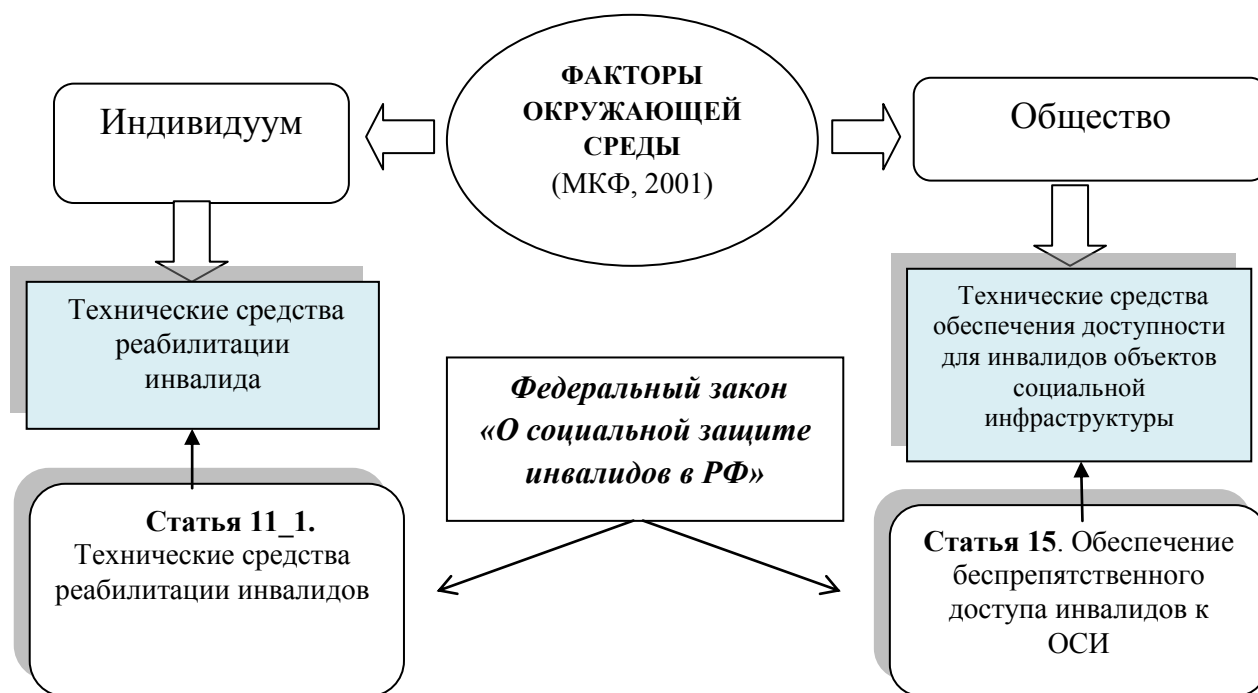 ФАКТОРЫ
ОКРУЖАЮЩЕЙ
СРЕДЫ
(МКФ, 2001)
Индивидуум
Общество
Технические средства
реабилитации
инвалида
Технические средства
обеспечения доступности
для инвалидов объектов
социальной
инфраструктуры
Федеральный закон
«О социальной защите
инвалидов в РФ»
Статья 11_1.
Технические средства
реабилитации инвалидов
Статья 15. Обеспечение
беспрепятственного
доступа инвалидов к
ОСИ